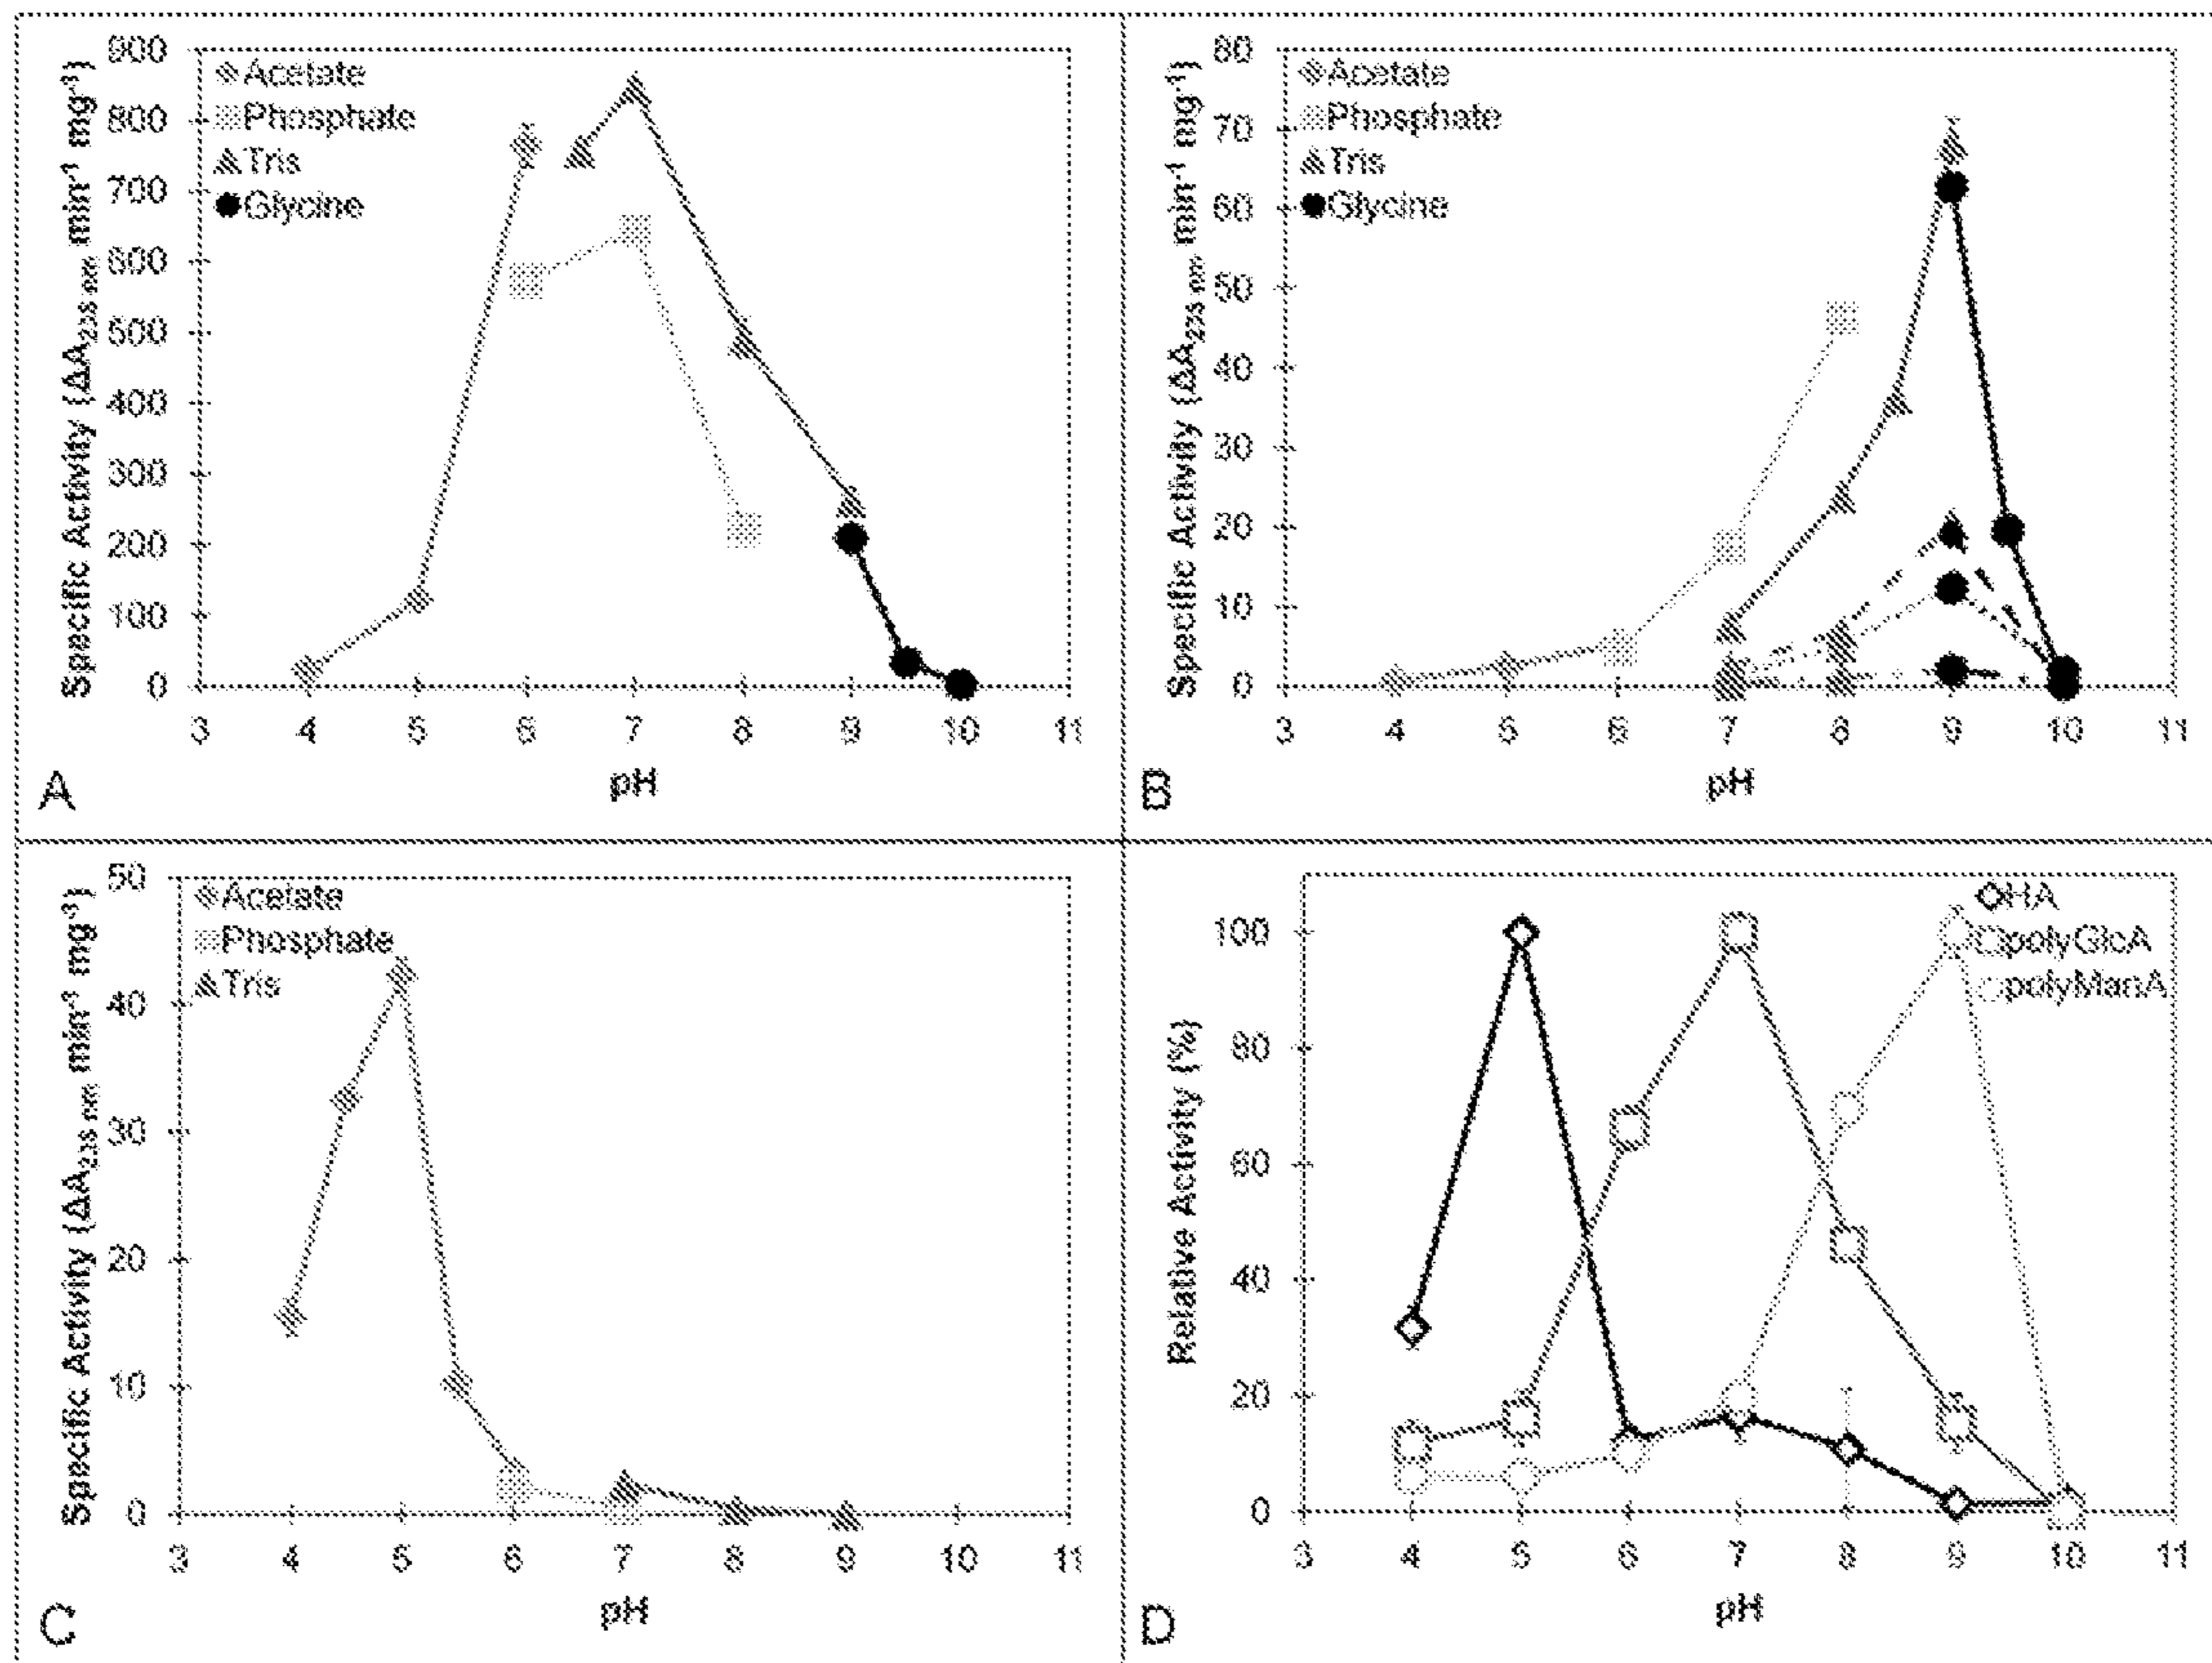 900
800
700
600
500
400
300
200
100
0
3 4 5 6 7 8 9 10 11
Specific Activity (ΔA₂₃₅ nm min⁻¹ mg⁻¹)
pH
Acetate
Phosphate
Tris
Glycine
A
80
70
60
50
40
30
20
10
0
3 4 5 6 7 8 9 10 11
Specific Activity (ΔA₂₃₅ nm min⁻¹ mg⁻¹)
pH
Acetate
Phosphate
Tris
Glycine
B
50
40
30
20
10
0
3 4 5 6 7 8 9 10 11
Specific Activity (ΔA₂₃₅ nm min⁻¹ mg⁻¹)
pH
Acetate
Phosphate
Tris
C
100
80
60
40
20
0
3 4 5 6 7 8 9 10 11
Relative Activity (%)
pH
HA
polyGlcA
polyManA
D